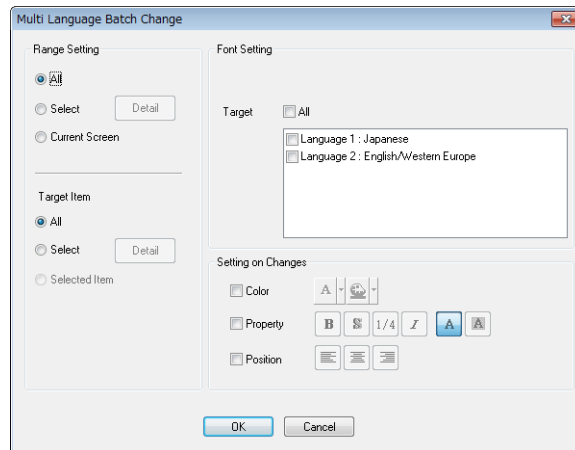 Multi Language Batch Change
Range Setting
All
Select
Detail
Current Screen
Target Item
All
Select
Detail
Selected Item
Font Setting
Target
All
Language 1 : Japanese
Language 2 : English/Western Europe
Setting on Changes
Color
A
Property
B S 1/4 I A A
Position
OK
Cancel